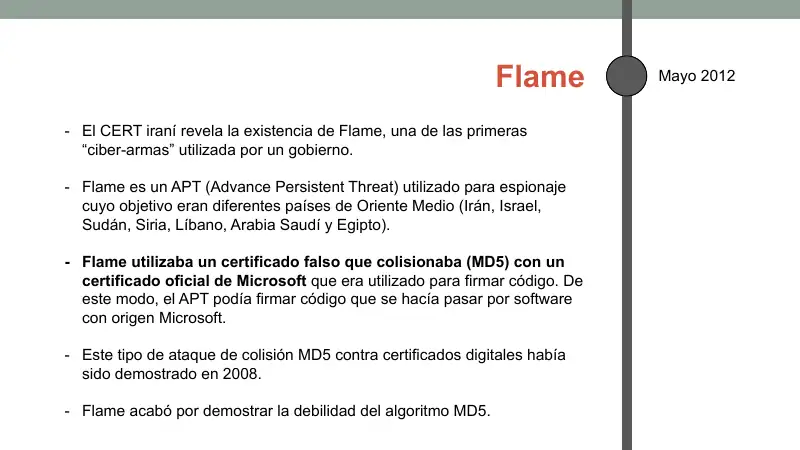 Flame
Mayo 2012
- El CERT iraní revela la existencia de Flame, una de las primeras
“ciber-armas” utilizada por un gobierno.
- Flame es un APT (Advance Persistent Threat) utilizado para espionaje
cuyo objetivo eran diferentes países de Oriente Medio (Irán, Israel,
Sudán, Siria, Líbano, Arabia Saudí y Egipto).
- Flame utilizaba un certificado falso que colisionaba (MD5) con un
certificado oficial de Microsoft que era utilizado para firmar código. De
este modo, el APT podía firmar código que se hacía pasar por software
con origen Microsoft.
- Este tipo de ataque de colisión MD5 contra certificados digitales había
sido demostrado en 2008.
- Flame acabó por demostrar la debilidad del algoritmo MD5.